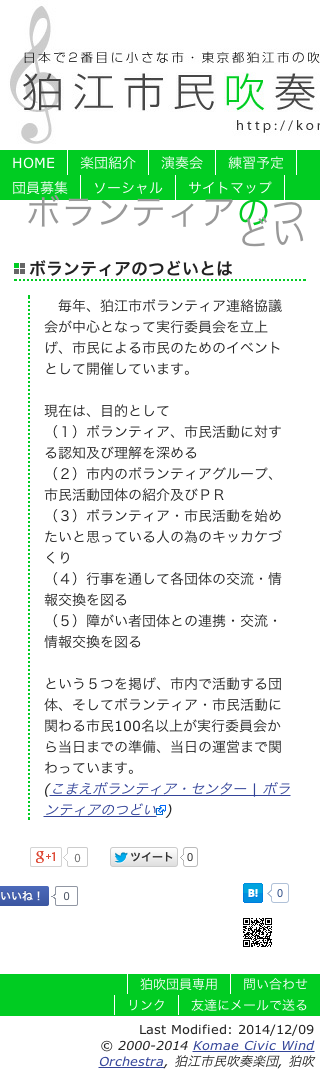 日本で２番目に小さな市・東京都狛江市の吹
狛江市民吹奏
http://kor
HOME 楽団紹介 演奏会 練習予定
団員募集 ソーシャル サイトマップ
ボランティアのつ
どい
ボランティアのつどいとは
毎年、狛江市ボランティア連絡協議
会が中心となって実行委員会を立上
げ、市民による市民のためのイベント
として開催しています。
現在は、目的として
（１）ボランティア、市民活動に対す
る認知及び理解を深める
（２）市内のボランティアグループ、
市民活動団体の紹介及びＰＲ
（３）ボランティア・市民活動を始め
たいと思っている人の為のキッカケづ
くり
（４）行事を通して各団体の交流・情
報交換を図る
（５）障がい者団体との連携・交流・
情報交換を図る
という５つを掲げ、市内で活動する団
体、そしてボランティア・市民活動に
関わる市民100名以上が実行委員会か
ら当日までの準備、当日の運営まで関
わっています。
(こまえボランティア・センター | ボラ
ンティアのつどい)
g+1 0 ツイート 0
いいね！ 0 B! 0
狛吹団員専用 問い合わせ
リンク 友達にメールで送る
Last Modified: 2014/12/09
© 2000-2014 Komae Civic Wind
Orchestra, 狛江市民吹奏楽団, 狛吹